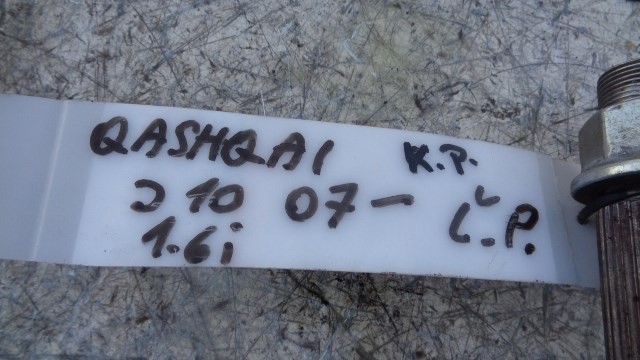 QASHQAI K.P.
J10 07- Ľ.P.
1.6i